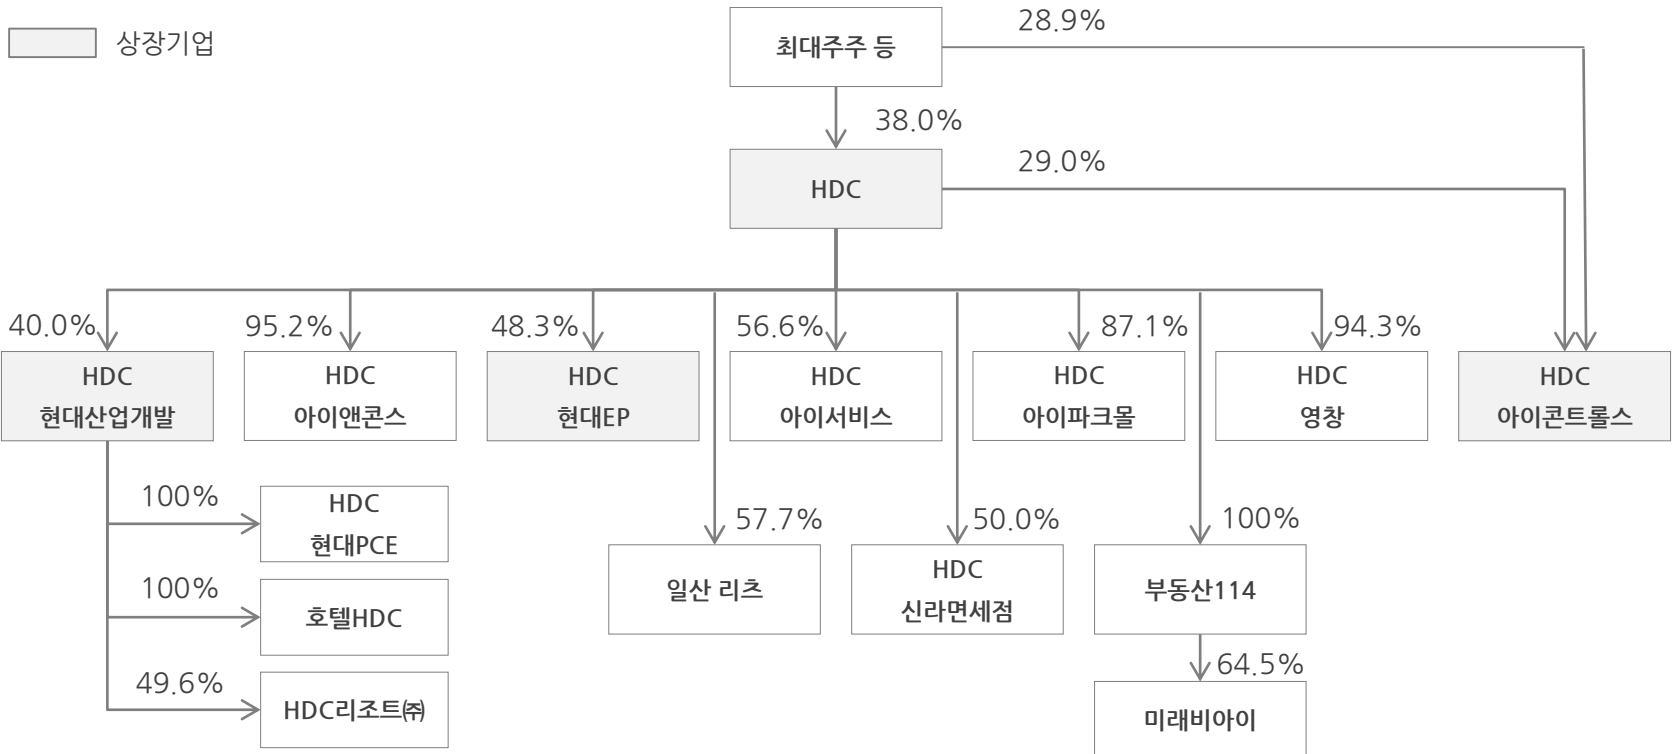 상장기업
최대주주 등
28.9%
38.0%
HDC
29.0%
40.0%
95.2%
48.3%
56.6%
87.1%
94.3%
HDC
현대산업개발
HDC
아이앤콘스
HDC
현대EP
HDC
아이서비스
HDC
아이파크몰
HDC
영창
HDC
아이콘트롤스
100%
HDC
현대PCE
100%
호텔HDC
49.6%
HDC리조트㈜
57.7%
일산 리츠
50.0%
HDC
신라면세점
100%
부동산114
64.5%
미래비아이